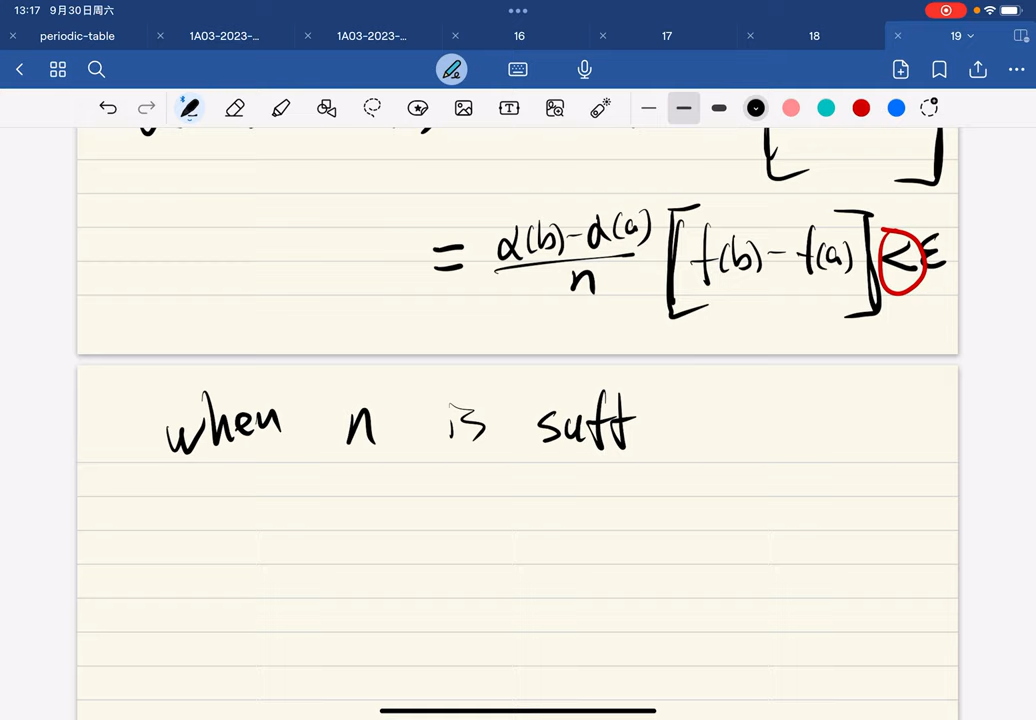 13:17 9月30日周六
periodic-table 1A03-2023-... 1A03-2023-... 16 17 18 19
= α(b)-α(a) / n [f(b) - f(a)] < ε
when n is suff